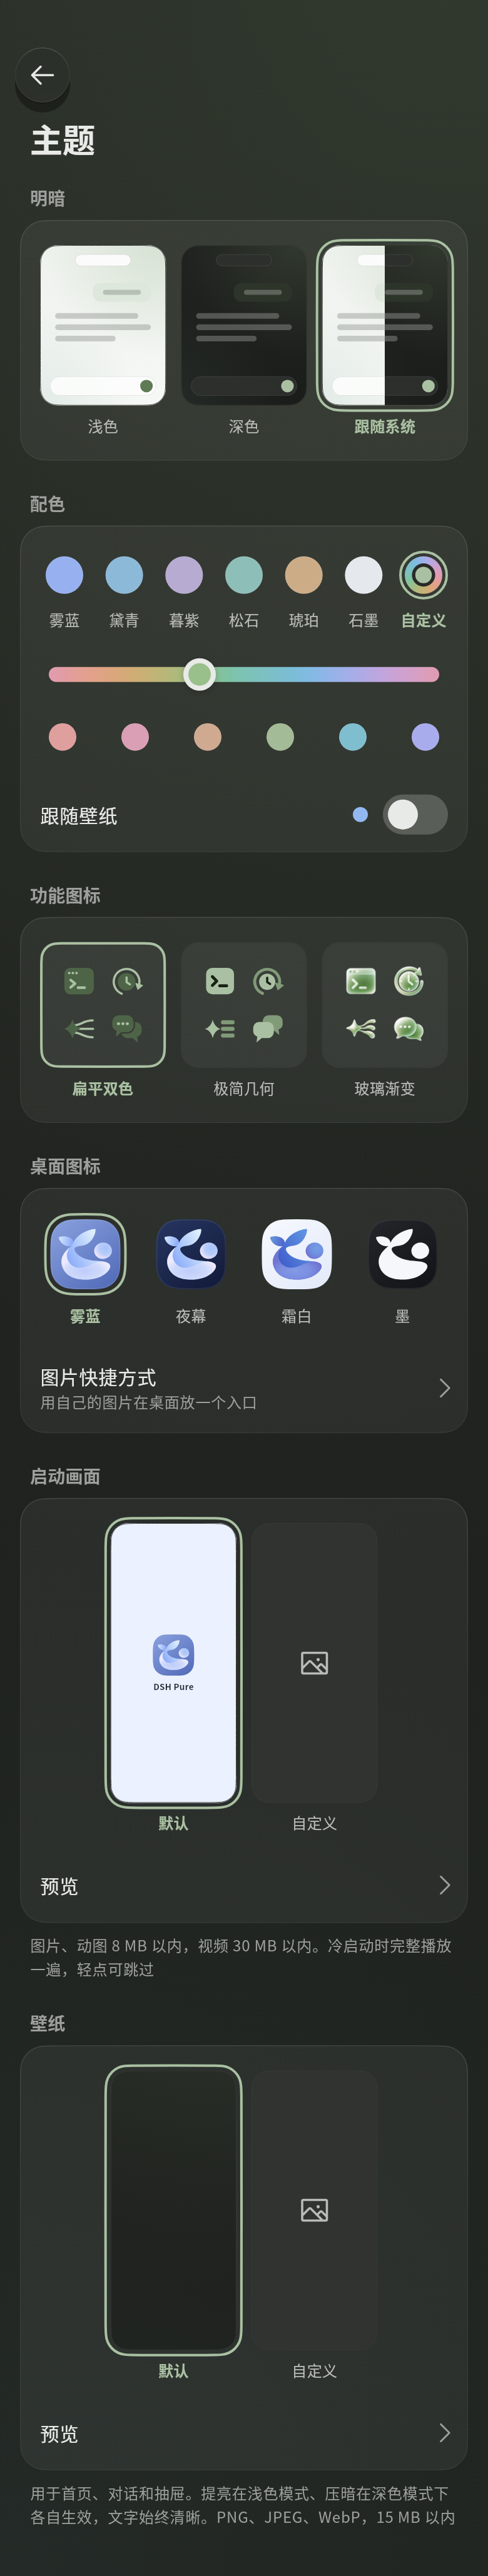 主题
明暗
浅色 深色 跟随系统
配色
雾蓝 黛青 暮紫 松石 琥珀 石墨 自定义
跟随壁纸
功能图标
扁平双色 极简几何 玻璃渐变
桌面图标
雾蓝 夜幕 霜白 墨
图片快捷方式
用自己的图片在桌面放一个入口
启动画面
DSH Pure
默认 自定义
预览
图片、动图 8 MB 以内，视频 30 MB 以内。冷启动时完整播放
一遍，轻点可跳过
壁纸
默认 自定义
预览
用于首页、对话和抽屉。提亮在浅色模式、压暗在深色模式下
各自生效，文字始终清晰。PNG、JPEG、WebP，15 MB 以内